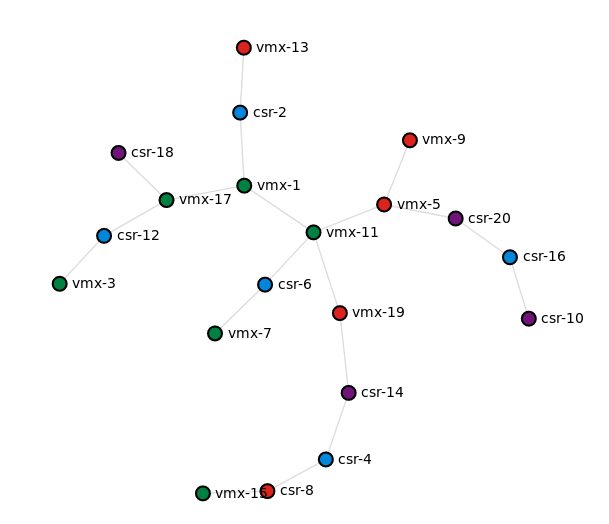 vmx-13
csr-2
vmx-9
csr-18
vmx-1
vmx-17
vmx-5
csr-20
vmx-11
csr-12
csr-16
vmx-3
csr-6
vmx-19
csr-10
vmx-7
csr-14
csr-4
vmx-15
csr-8